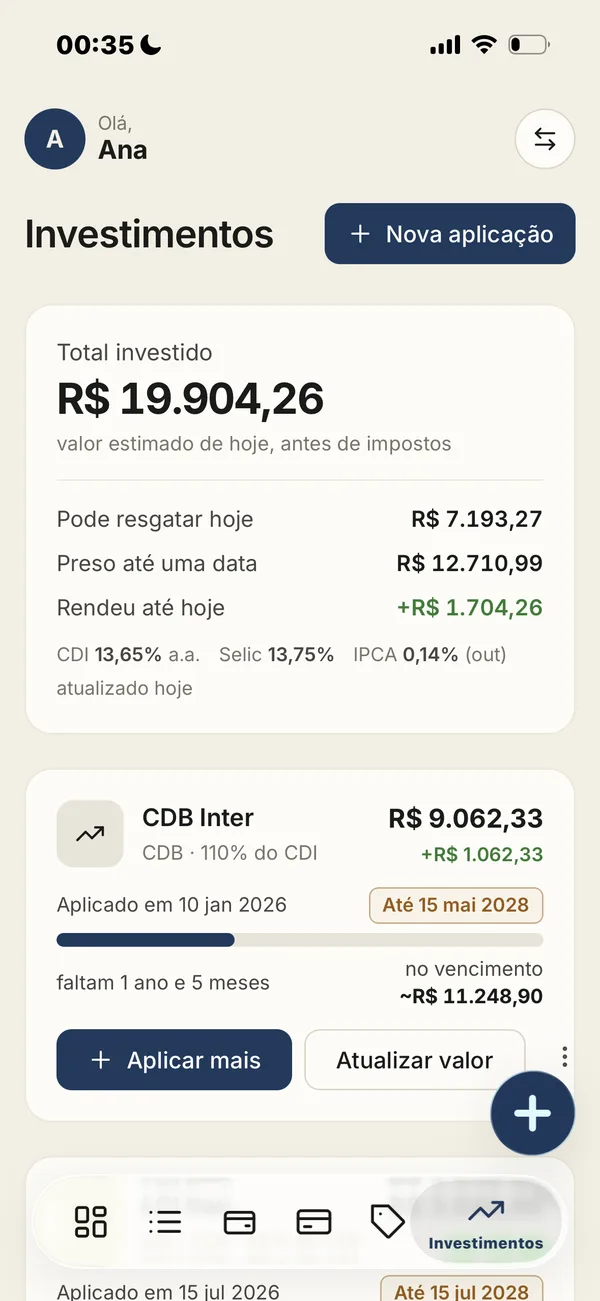 00:35
A
Olá,
Ana
Investimentos
Nova aplicação
Total investido
R$ 19.904,26
valor estimado de hoje, antes de impostos
Pode resgatar hoje R$ 7.193,27
Preso até uma data R$ 12.710,99
Rendeu até hoje +R$ 1.704,26
CDI 13,65% a.a. Selic 13,75% IPCA 0,14% (out)
atualizado hoje
CDB Inter R$ 9.062,33
CDB · 110% do CDI +R$ 1.062,33
Aplicado em 10 jan 2026 Até 15 mai 2028
faltam 1 ano e 5 meses
no vencimento
~R$ 11.248,90
Aplicar mais
Atualizar valor
Investimentos
Aplicado em 15 jul 2026 Até 15 jul 2028